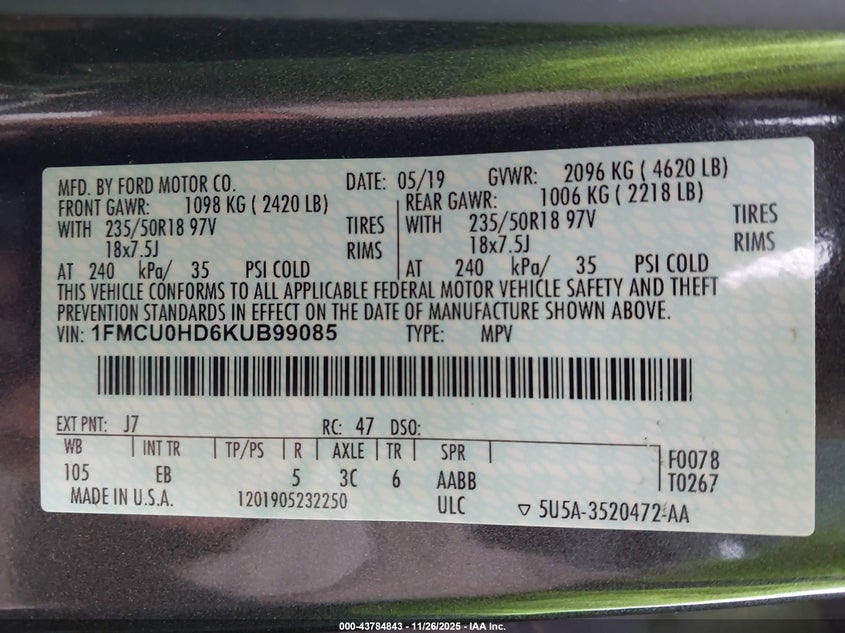 MFD. BY FORD MOTOR CO. DATE: 05/19 GVWR: 2096 KG ( 4620 LB)
FRONT GAWR: 1098 KG ( 2420 LB) REAR GAWR: 1006 KG ( 2218 LB)
WITH 235/50R18 97V TIRES WITH 235/50R18 97V TIRES
18x7.5J RIMS 18x7.5J RIMS
AT 240 kPa/ 35 PSI COLD AT 240 kPa/ 35 PSI COLD
THIS VEHICLE CONFORMS TO ALL APPLICABLE FEDERAL MOTOR VEHICLE SAFETY AND THEFT
PREVENTION STANDARDS IN EFFECT ON THE DATE OF MANUFACTURE SHOWN ABOVE.
VIN: 1FMCU0HD6KUB99085 TYPE: MPV
EXT PNT: J7 RC: 47 DSO:
WB INT TR TP/PS R AXLE TR SPR
105 EB 5 3C 6 AABB
F0078
T0267
MADE IN U.S.A. 1201905232250 ULC ▽ 5U5A-3520472-AA
000-43784843 - 11/26/2025 - IAA Inc.